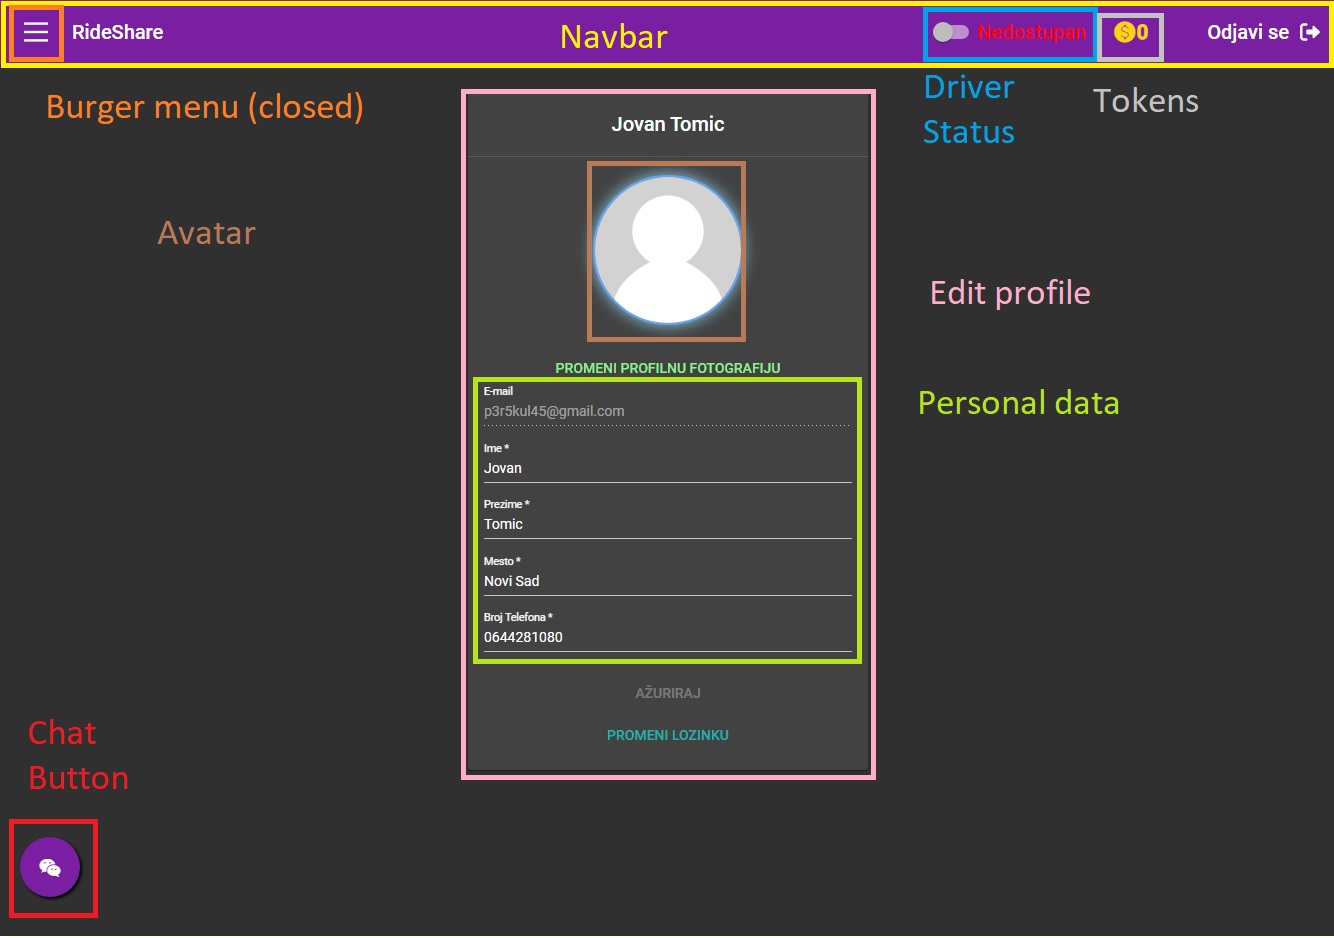 RideShare
Navbar
Nedostupan
0
Odjavi se
Burger menu (closed)
Driver
Status
Tokens
Jovan Tomic
Avatar
Edit profile
PROMENI PROFILNU FOTOGRAFIJU
E-mail
p3r5kul45@gmail.com
Personal data
Ime *
Jovan
Prezime *
Tomic
Mesto *
Novi Sad
Broj Telefona *
0644281080
AŽURIRAJ
PROMENI LOZINKU
Chat
Button